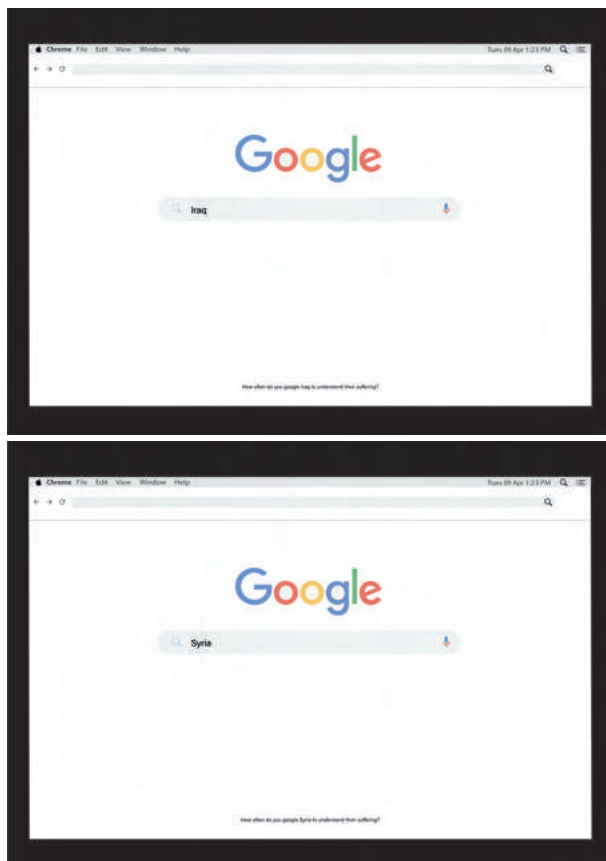 Chrome File Edit View Window Help Tues 09 Apr 1:23 PM
Google
Iraq
How often do you google Iraq to understand their suffering?
Chrome File Edit View Window Help Tues 09 Apr 1:23 PM
Google
Syria
How often do you google Syria to understand their suffering?